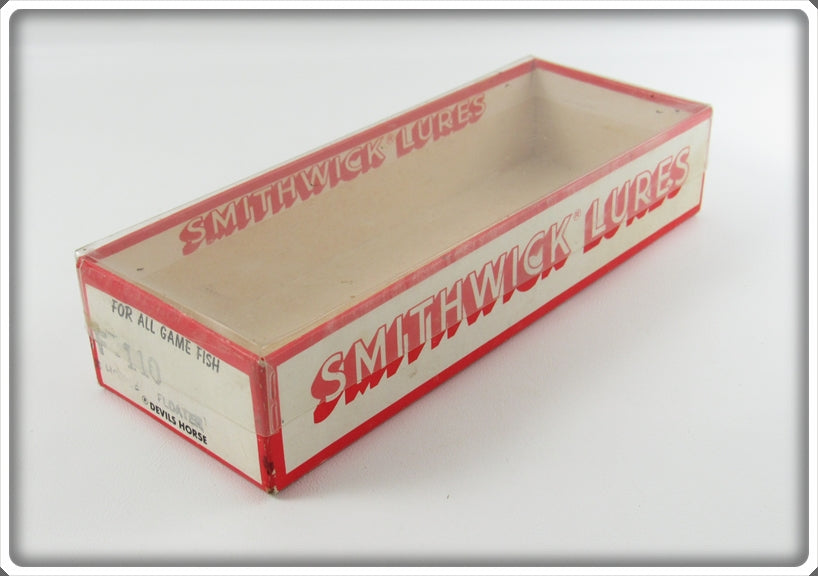 SMITHWICK® LURES
SMITHWICK® LURES
FOR ALL GAME FISH
F-110
FLOATER
® DEVILS HORSE